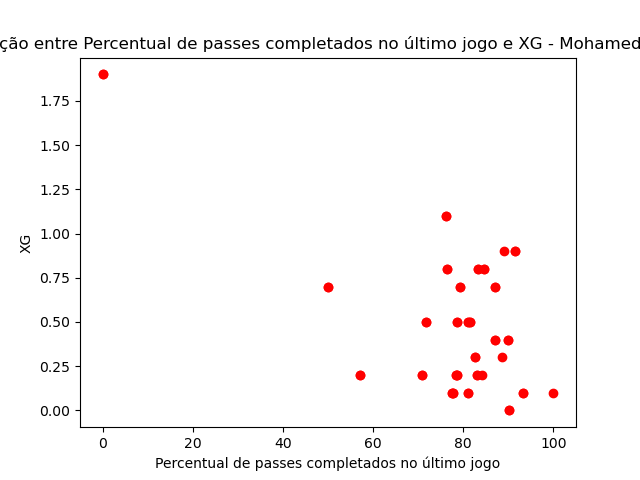 ção entre Percentual de passes completados no último jogo e XG - Mohamed
1.75
1.50
1.25
1.00
0.75
0.50
0.25
0.00
XG
0 20 40 60 80 100
Percentual de passes completados no último jogo